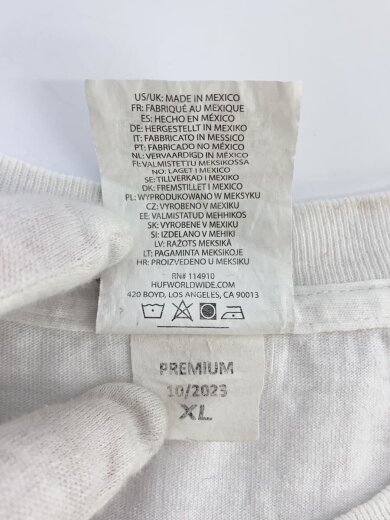 US/UK: MADE IN MEXICO
FR: FABRIQUÉ AU MEXIQUE
ES: HECHO EN MÉXICO
DE: HERGESTELLT IN MEXIKO
IT: FABBRICATO IN MESSICO
PT: FABRICADO NO MÉXICO
NL: VERVAARDIGD IN MEXICO
FI: VALMISTETTU MEKSIKOSSA
NO: LAGET I MEXICO
SE: TILLVERKAD I MEXIKO
DK: FREMSTILLET I MEXICO
PL: WYPRODUKOWANO W MEKSYKU
CZ: VYROBENO V MEXIKU
EE: VALMISTATUD MEHHIKOS
SK: VYROBENÉ V MEXIKU
SI: IZDELANO V MEHIKI
LV: RAŽOTS MEKSIKĀ
LT: PAGAMINTA MEKSIKOJE
HR: PROIZVEDENO U MEKSIKU
RN# 114910
HUFWORLDWIDE.COM
420 BOYD, LOS ANGELES, CA 90013
PREMIUM
10/2023
XL